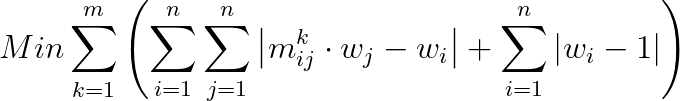 $Min \sum_{k=1}^{m} \left( \sum_{i=1}^{n} \sum_{j=1}^{n} \left| m_{ij}^{k} \cdot w_j - w_i \right| + \sum_{i=1}^{n} \left| w_i - 1 \right| \right)$